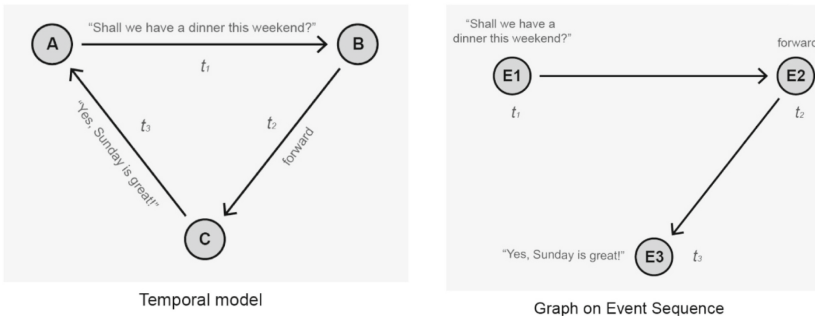 "Shall we have a dinner this weekend?"
A
B
t₁
t₃
t₂
"Yes, Sunday is great!"
forward
C
Temporal model
"Shall we have a
dinner this weekend?"
forward
E1
E2
t₁
t₂
"Yes, Sunday is great!"
E3
t₃
Graph on Event Sequence